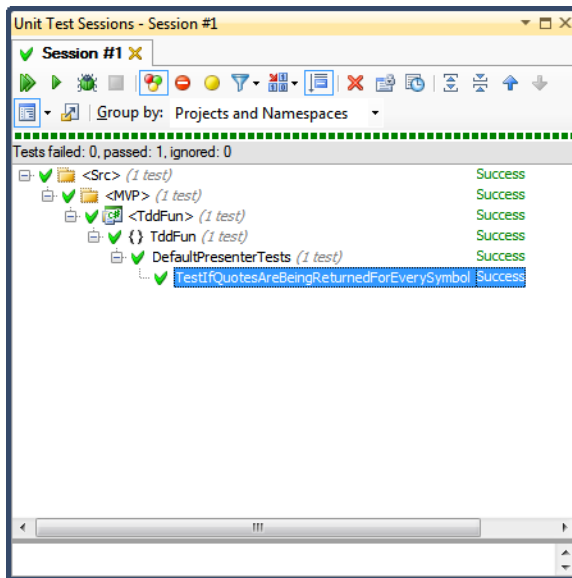 Unit Test Sessions - Session #1
Session #1
Group by: Projects and Namespaces
Tests failed: 0, passed: 1, ignored: 0
<Src> (1 test) Success
<MVP> (1 test) Success
<TddFun> (1 test) Success
{} TddFun (1 test) Success
DefaultPresenterTests (1 test) Success
TestIfQuotesAreBeingReturnedForEverySymbol Success